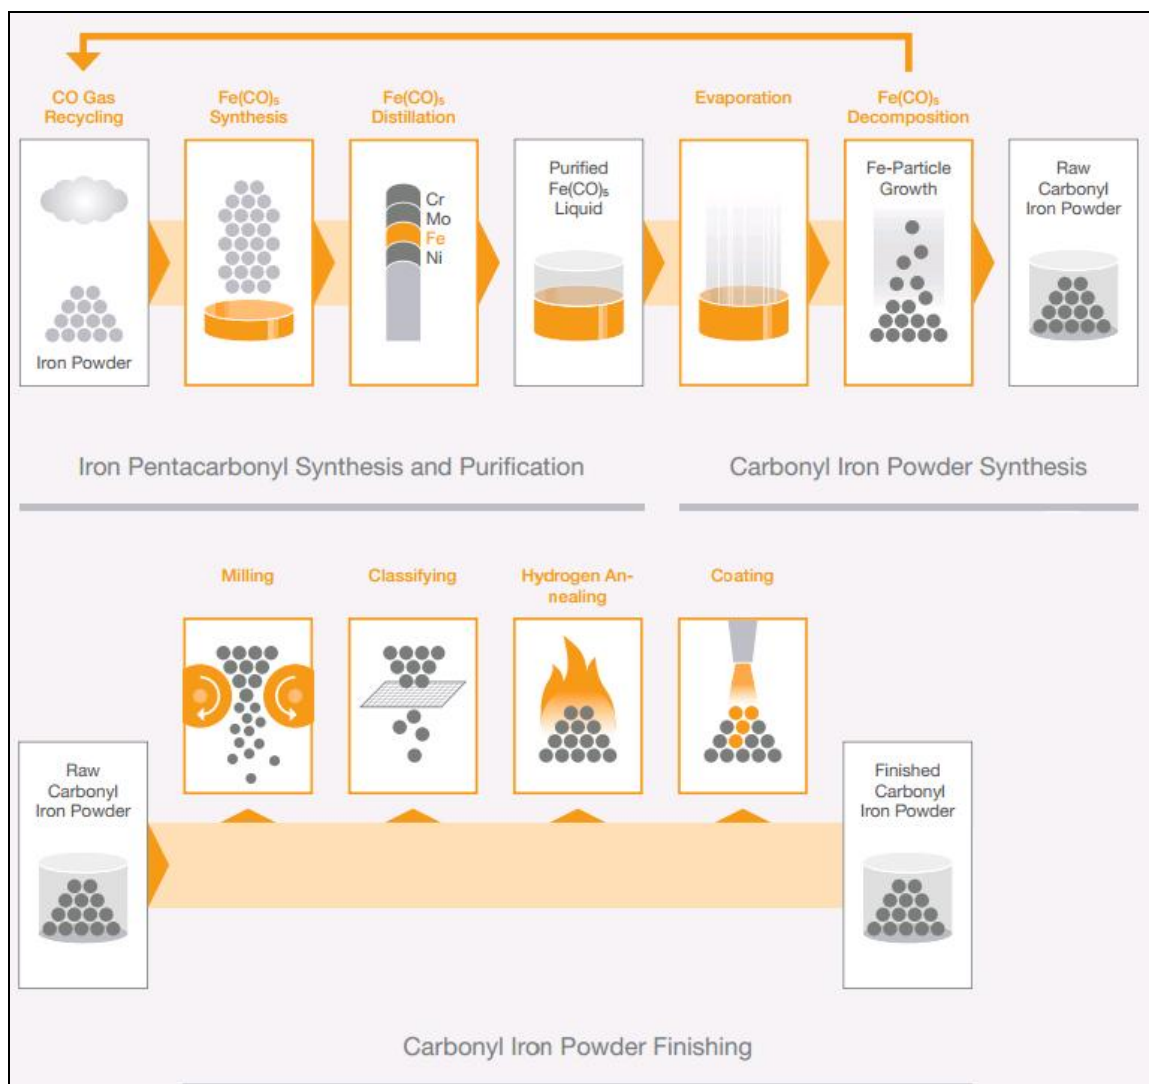 CO Gas
Recycling
Fe(CO)₅
Synthesis
Fe(CO)₅
Distillation
Evaporation
Fe(CO)₅
Decomposition
Iron Powder
Cr
Mo
Fe
Ni
Purified
Fe(CO)₅
Liquid
Fe-Particle
Growth
Raw
Carbonyl
Iron Powder
Iron Pentacarbonyl Synthesis and Purification
Carbonyl Iron Powder Synthesis
Milling
Classifying
Hydrogen An-
nealing
Coating
Raw
Carbonyl
Iron Powder
Finished
Carbonyl
Iron Powder
Carbonyl Iron Powder Finishing